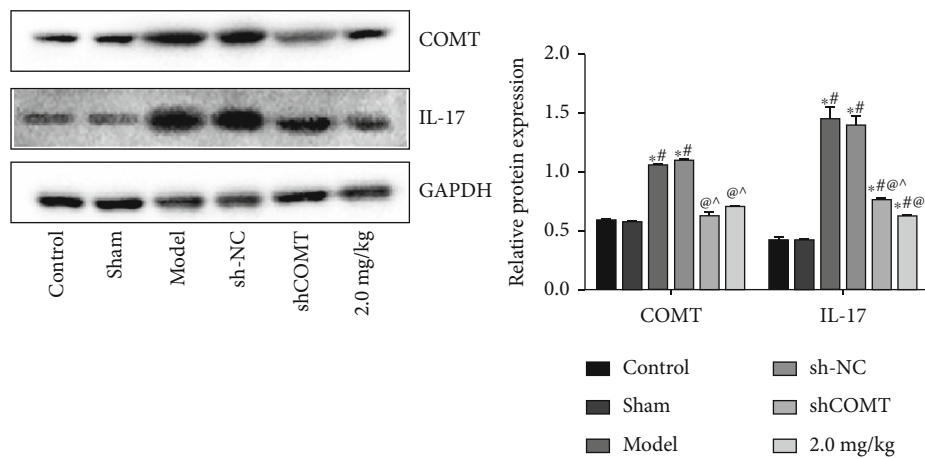 COMT
IL-17
GAPDH
Control
Sham
Model
sh-NC
shCOMT
2.0 mg/kg
Relative protein expression
2.0
1.5
1.0
0.5
0.0
*#
*#
@^
@^
*#
*#
*#@^
*#@
COMT
IL-17
Control
Sham
Model
sh-NC
shCOMT
2.0 mg/kg